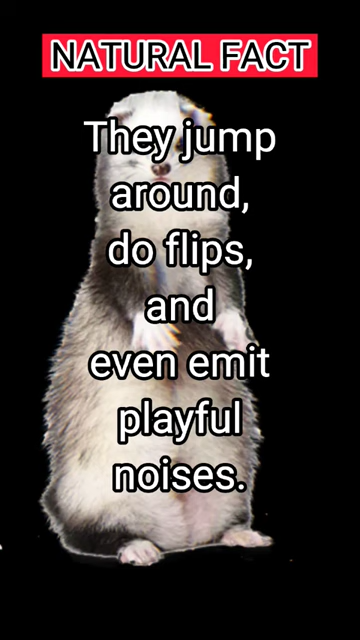 NATURAL FACT
They jump
around,
do flips,
and
even emit
playful
noises.